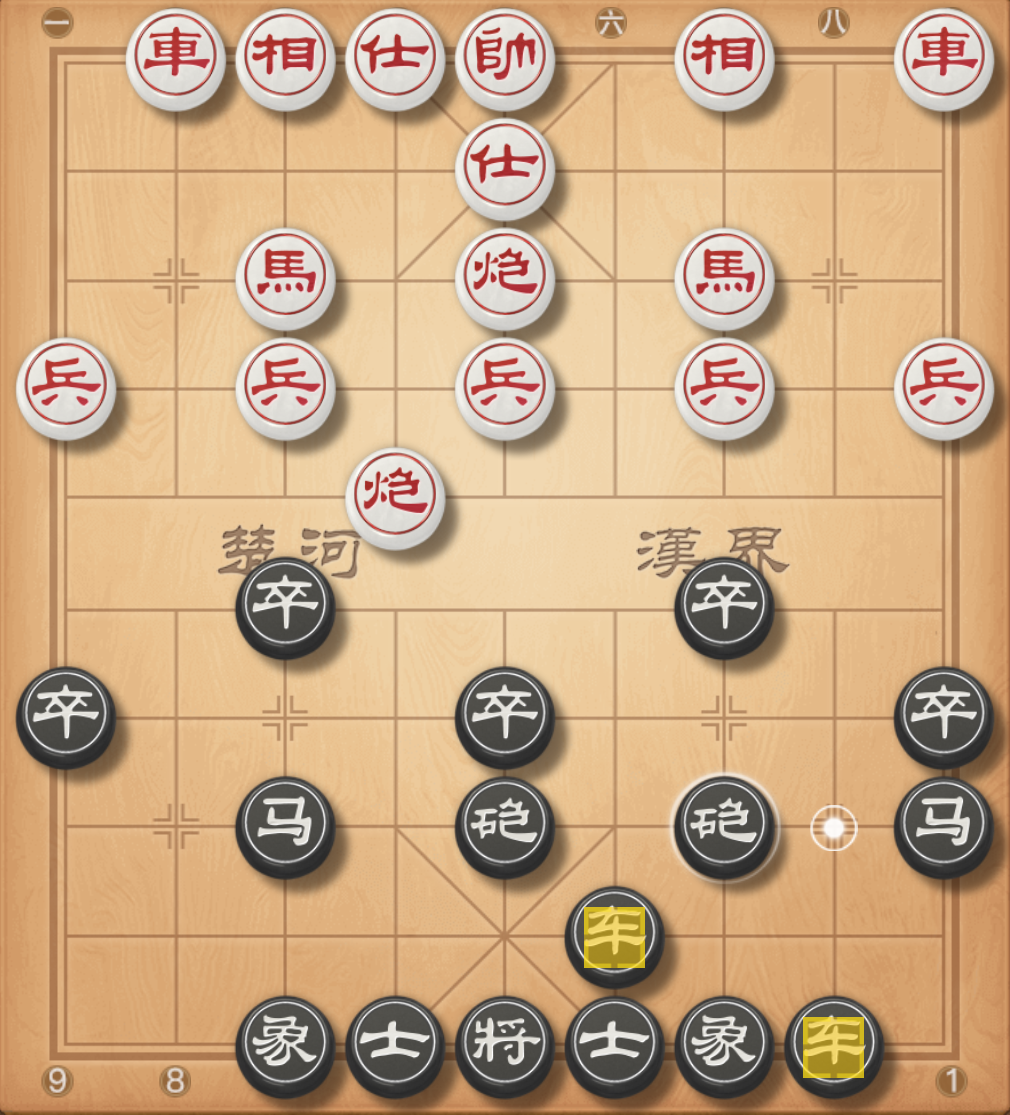 一 六 八
車 相 仕 帥 相 車
仕
馬 炮 馬
兵 兵 兵 兵 兵
炮
楚河 漢界
卒 卒
卒 卒 卒
马 砲 砲 马
车
象 士 将 士 象 车
9 8 1